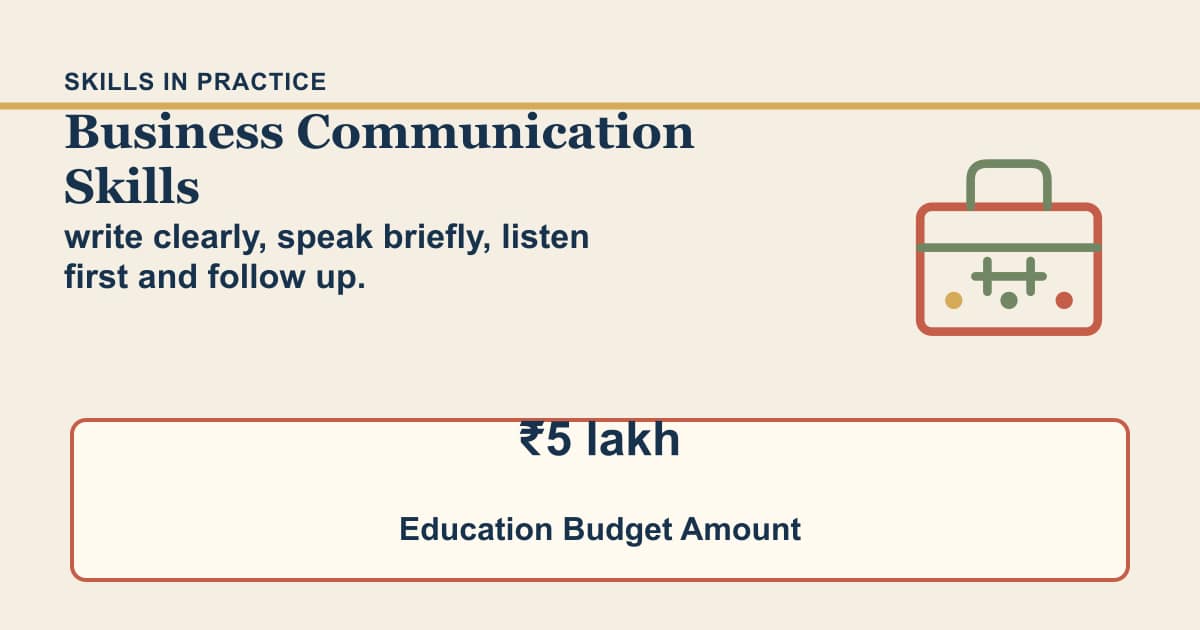 SKILLS IN PRACTICE
Business Communication
Skills
write clearly, speak briefly, listen
first and follow up.
₹5 lakh
Education Budget Amount